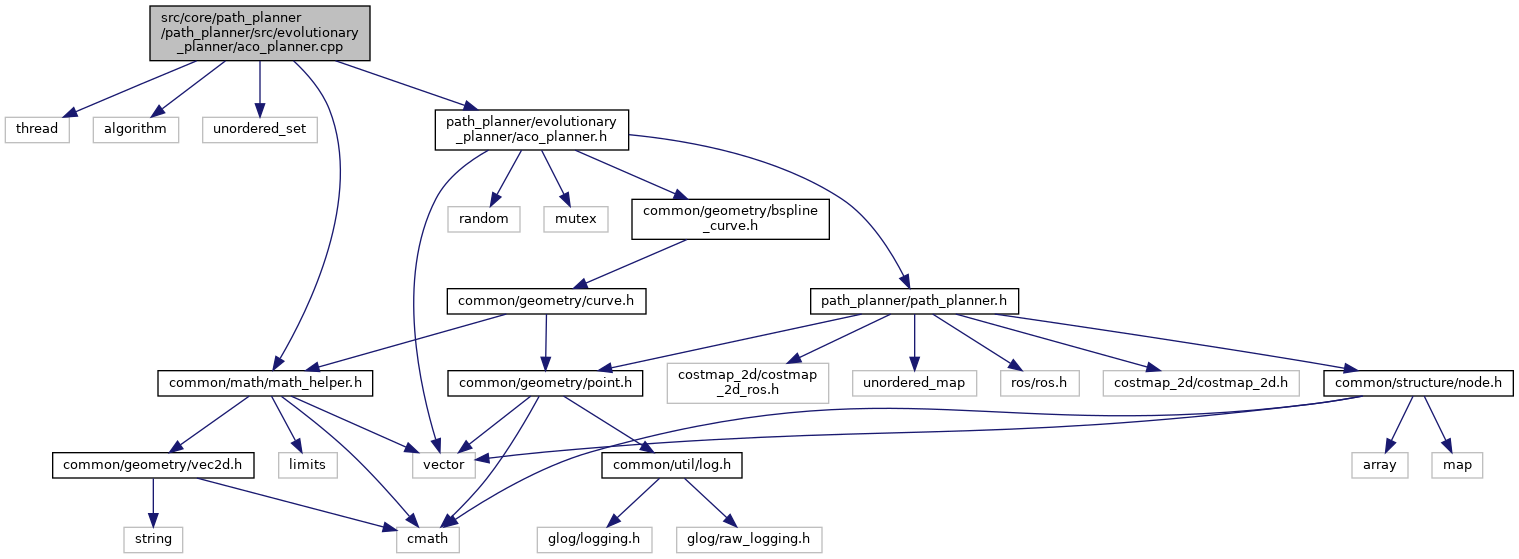 src/core/path_planner
/path_planner/src/evolutionary
_planner/aco_planner.cpp
thread
algorithm
unordered_set
path_planner/evolutionary
_planner/aco_planner.h
random
mutex
common/geometry/bspline
_curve.h
common/geometry/curve.h
path_planner/path_planner.h
common/math/math_helper.h
common/geometry/point.h
costmap_2d/costmap
_2d_ros.h
unordered_map
ros/ros.h
costmap_2d/costmap_2d.h
common/structure/node.h
common/geometry/vec2d.h
limits
vector
common/util/log.h
array
map
string
cmath
glog/logging.h
glog/raw_logging.h